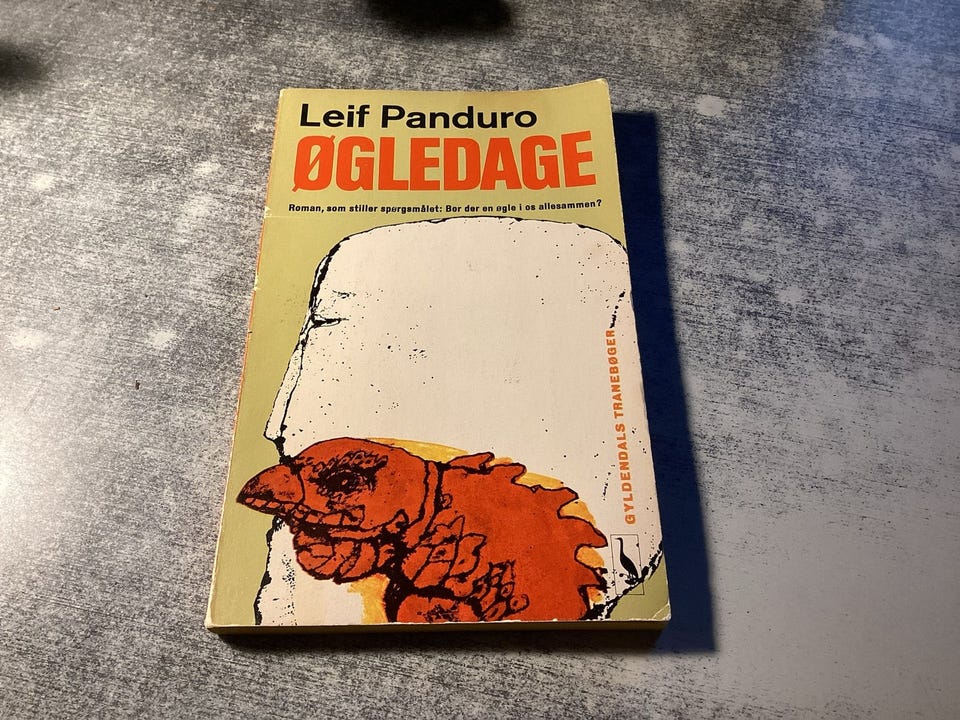 Leif Panduro
ØGLEDAGE
Roman, som stiller spørgsmålet: Bor der en øgle i os allesammen?
GYLDENDALS TRANEBØGER